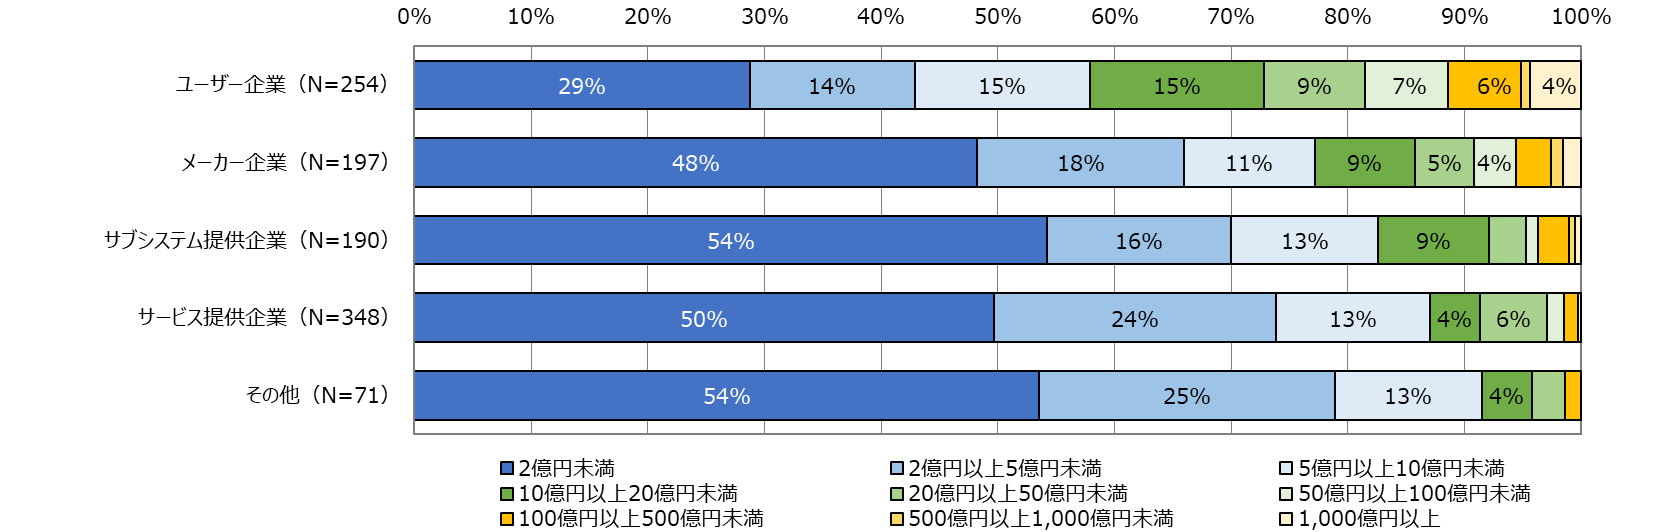 0% 10% 20% 30% 40% 50% 60% 70% 80% 90% 100%
ユーザー企業（N=254） 29% 14% 15% 15% 9% 7% 6% 4%
メーカー企業（N=197） 48% 18% 11% 9% 5% 4%
サブシステム提供企業（N=190） 54% 16% 13% 9%
サービス提供企業（N=348） 50% 24% 13% 4% 6%
その他（N=71） 54% 25% 13% 4%
2億円未満 2億円以上5億円未満 5億円以上10億円未満
10億円以上20億円未満 20億円以上50億円未満 50億円以上100億円未満
100億円以上500億円未満 500億円以上1,000億円未満 1,000億円以上